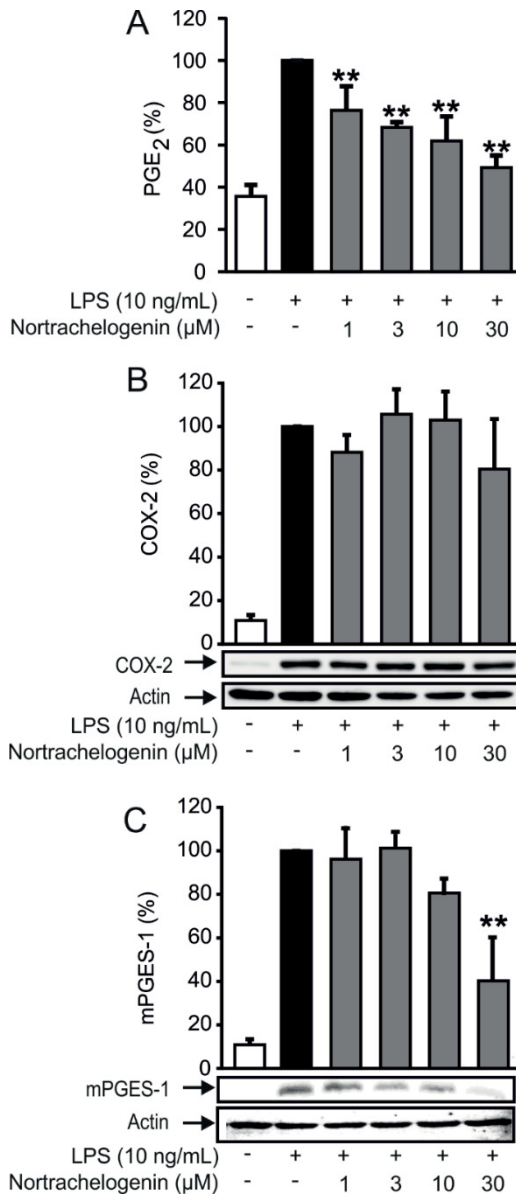 A
PGE2 (%)
120
100
80
60
40
20
0
** ** ** **
LPS (10 ng/mL) - + + + + +
Nortrachelogenin (µM) - - 1 3 10 30
B
COX-2 (%)
120
100
80
60
40
20
0
COX-2
Actin
LPS (10 ng/mL) - + + + + +
Nortrachelogenin (µM) - - 1 3 10 30
C
mPGES-1 (%)
120
100
80
60
40
20
0
**
mPGES-1
Actin
LPS (10 ng/mL) - + + + + +
Nortrachelogenin (µM) - - 1 3 10 30